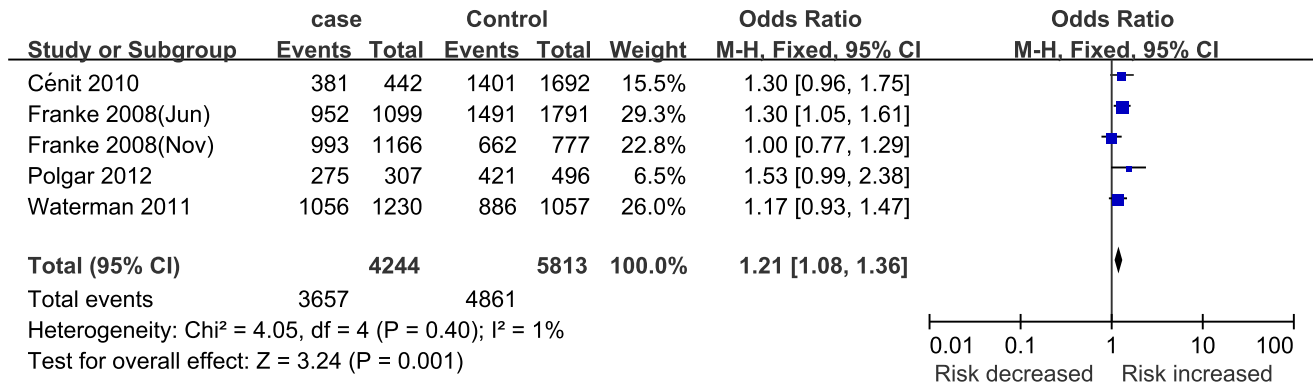 case Control Odds Ratio Odds Ratio
Study or Subgroup Events Total Events Total Weight M-H, Fixed, 95% CI M-H, Fixed, 95% CI
Cénit 2010 381 442 1401 1692 15.5% 1.30 [0.96, 1.75]
Franke 2008(Jun) 952 1099 1491 1791 29.3% 1.30 [1.05, 1.61]
Franke 2008(Nov) 993 1166 662 777 22.8% 1.00 [0.77, 1.29]
Polgar 2012 275 307 421 496 6.5% 1.53 [0.99, 2.38]
Waterman 2011 1056 1230 886 1057 26.0% 1.17 [0.93, 1.47]
Total (95% CI) 4244 5813 100.0% 1.21 [1.08, 1.36]
Total events 3657 4861
Heterogeneity: Chi² = 4.05, df = 4 (P = 0.40); I² = 1%
Test for overall effect: Z = 3.24 (P = 0.001)
0.01 0.1 1 10 100
Risk decreased Risk increased